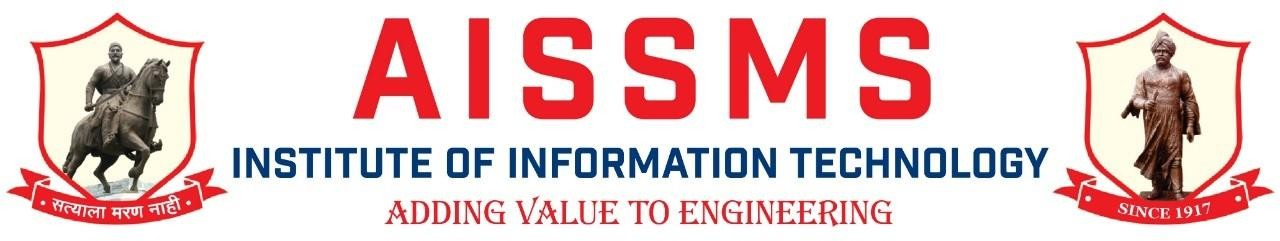 AISSMS
INSTITUTE OF INFORMATION TECHNOLOGY
ADDING VALUE TO ENGINEERING
• सत्याला मरण नाही •
• SINCE 1917 •